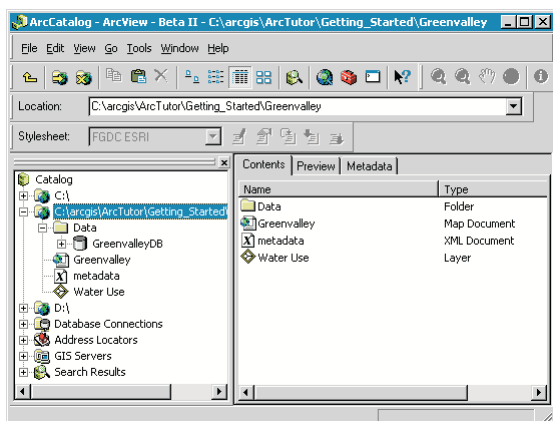 ArcCatalog - ArcView - Beta II - C:\arcgis\ArcTutor\Getting_Started\Greenvalley
File Edit View Go Tools Window Help
Location: C:\arcgis\ArcTutor\Getting_Started\Greenvalley
Stylesheet: FGDC ESRI
Contents Preview Metadata
Catalog
C:\
C:\arcgis\ArcTutor\Getting_Started\
Data
GreenvalleyDB
Greenvalley
metadata
Water Use
D:\
Database Connections
Address Locators
GIS Servers
Search Results
Name Type
Data Folder
Greenvalley Map Document
metadata XML Document
Water Use Layer